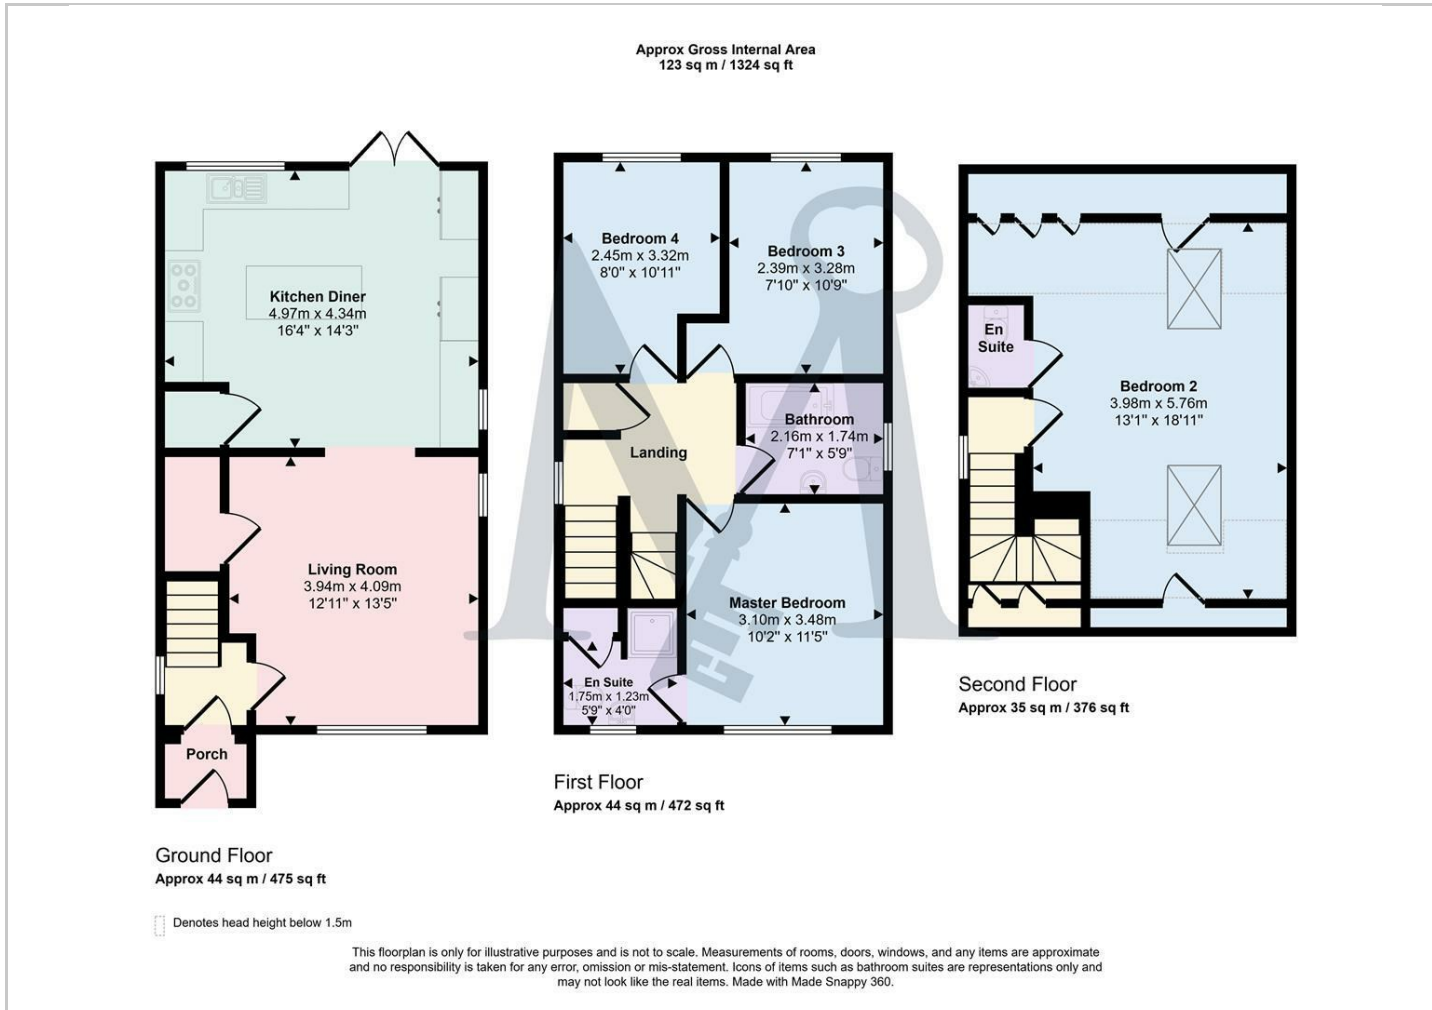 Approx Gross Internal Area
123 sq m / 1324 sq ft
Kitchen Diner
4.97m x 4.34m
16'4" x 14'3"
Living Room
3.94m x 4.09m
12'11" x 13'5"
Porch
Ground Floor
Approx 44 sq m / 475 sq ft
Bedroom 4
2.45m x 3.32m
8'0" x 10'11"
Bedroom 3
2.39m x 3.28m
7'10" x 10'9"
Bathroom
2.16m x 1.74m
7'1" x 5'9"
Landing
Master Bedroom
3.10m x 3.48m
10'2" x 11'5"
En Suite
1.75m x 1.23m
5'9" x 4'0"
First Floor
Approx 44 sq m / 472 sq ft
En
Suite
Bedroom 2
3.98m x 5.76m
13'1" x 18'11"
Second Floor
Approx 35 sq m / 376 sq ft
Denotes head height below 1.5m
This floorplan is only for illustrative purposes and is not to scale. Measurements of rooms, doors, windows, and any items are approximate
and no responsibility is taken for any error, omission or mis-statement. Icons of items such as bathroom suites are representations only and
may not look like the real items. Made with Made Snappy 360.